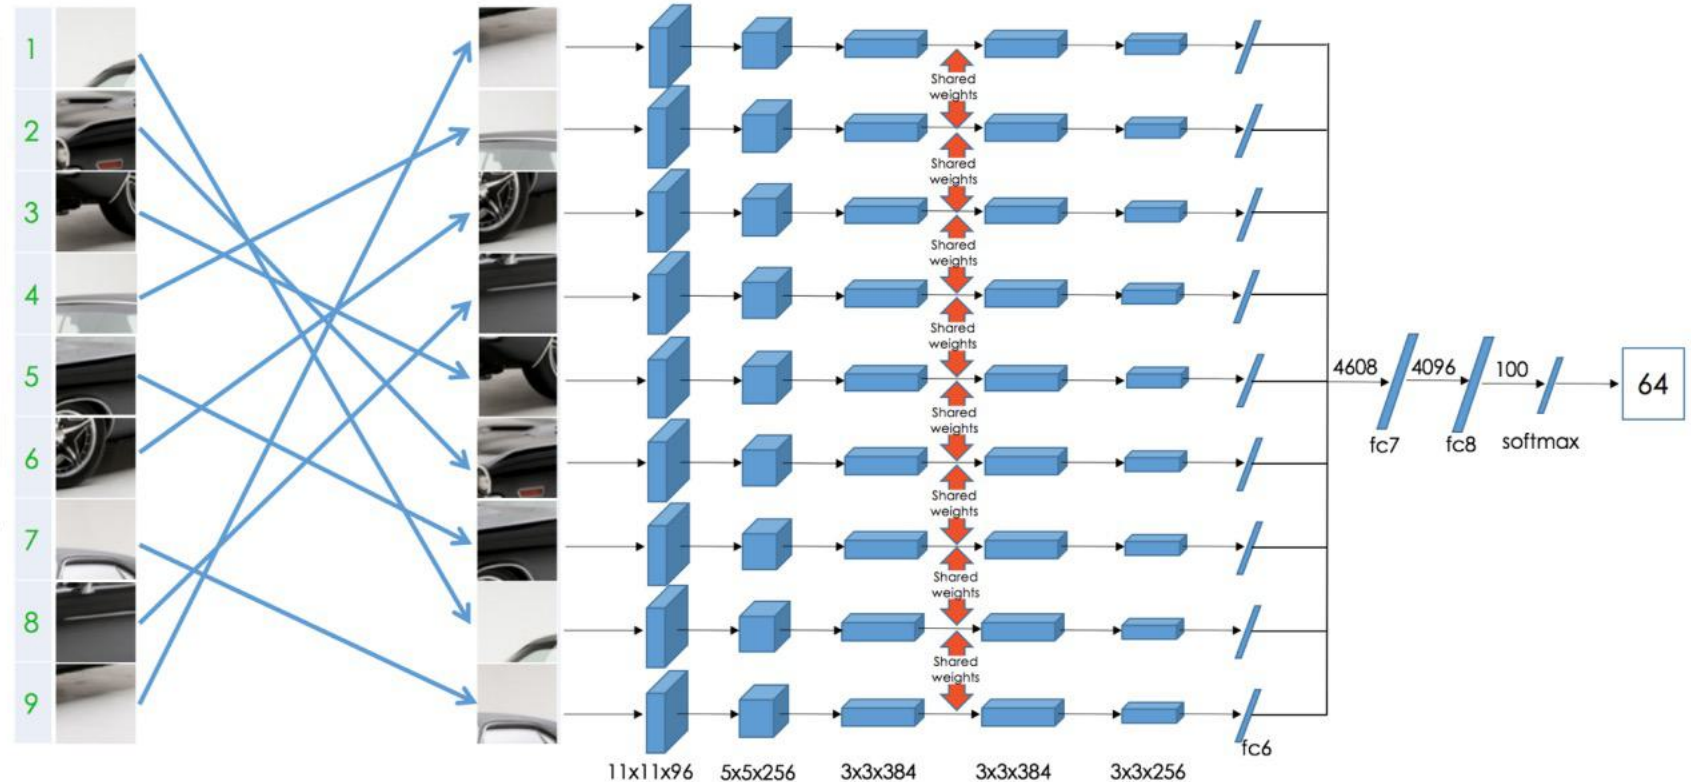 1
2
3
4
5
6
7
8
9
Shared
weights
Shared
weights
Shared
weights
Shared
weights
Shared
weights
Shared
weights
Shared
weights
Shared
weights
4608
4096
100
64
fc7
fc8
softmax
fc6
11x11x96
5x5x256
3x3x384
3x3x384
3x3x256